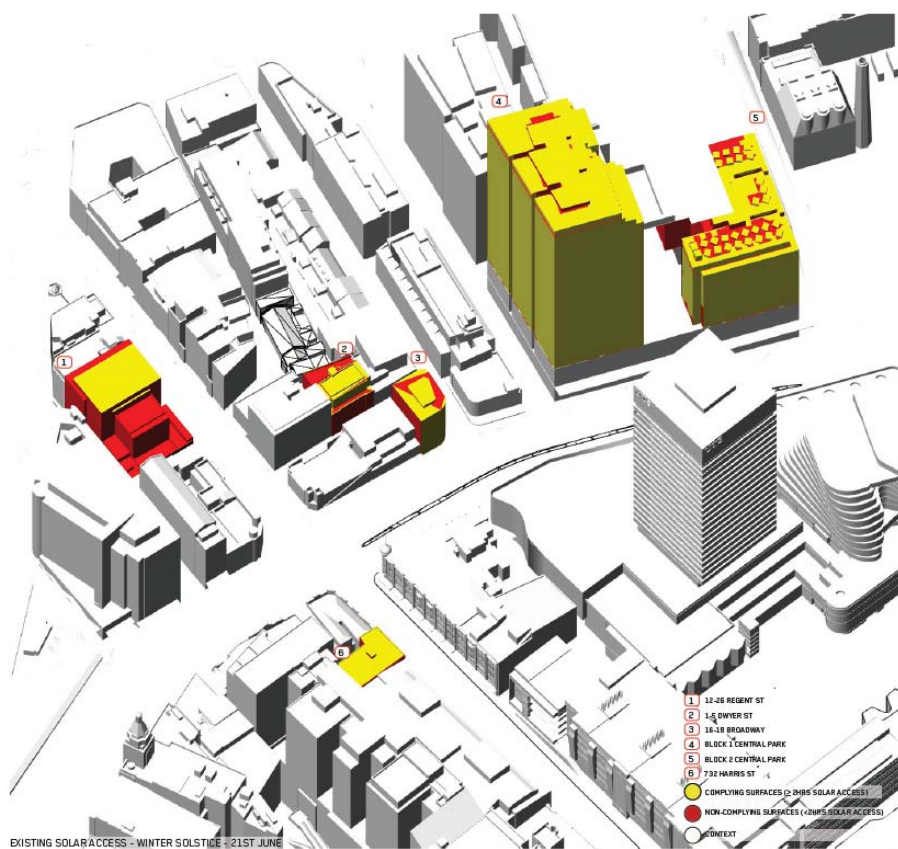 4
5
1
2
3
6
1 12-26 REGENT ST
2 1-5 DWYER ST
3 16-18 BROADWAY
4 BLOCK 1 CENTRAL PARK
5 BLOCK 2 CENTRAL PARK
6 732 HARRIS ST
COMPLYING SURFACES (≥ 2HRS SOLAR ACCESS)
NON-COMPLYING SURFACES (<2HRS SOLAR ACCESS)
CONTEXT
EXISTING SOLAR ACCESS - WINTER SOLSTICE - 21ST JUNE